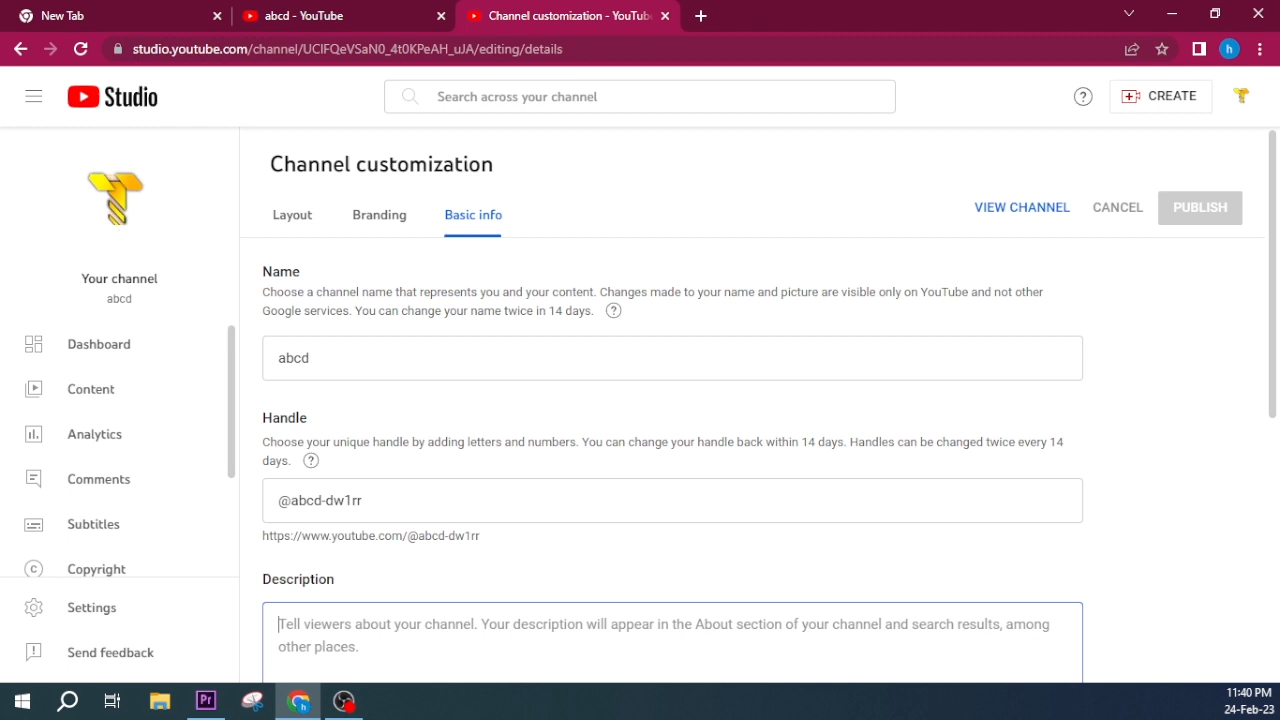 New Tab
abcd - YouTube
Channel customization - YouTube
studio.youtube.com/channel/UClFQeVSaN0_4t0KPeAH_uJA/editing/details
h
Studio
Search across your channel
?
CREATE
Channel customization
Layout
Branding
Basic info
VIEW CHANNEL
CANCEL
PUBLISH
Your channel
abcd
Dashboard
Content
Analytics
Comments
Subtitles
Copyright
Settings
Send feedback
Name
Choose a channel name that represents you and your content. Changes made to your name and picture are visible only on YouTube and not other
Google services. You can change your name twice in 14 days. ?
abcd
Handle
Choose your unique handle by adding letters and numbers. You can change your handle back within 14 days. Handles can be changed twice every 14
days. ?
@abcd-dw1rr
https://www.youtube.com/@abcd-dw1rr
Description
Tell viewers about your channel. Your description will appear in the About section of your channel and search results, among
other places.
Pr
h
11:40 PM
24-Feb-23